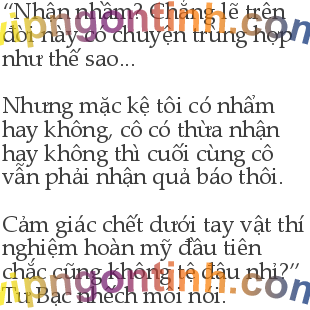 “Nhận nhầm? Chẳng lẽ trên
đời này có chuyện trùng hợp
như thế sao...
Nhưng mặc kệ tôi có nhẩm
hay không, cô có thừa nhận
hay không thì cuối cùng cô
vẫn phải nhận quả báo thôi.
Cảm giác chết dưới tay vật thí
nghiệm hoàn mỹ đầu tiên
chắc cũng không tệ đâu nhỉ?”
Tư Bạc nhếch môi nói.
vipngontinh.com
vipngontinh.com